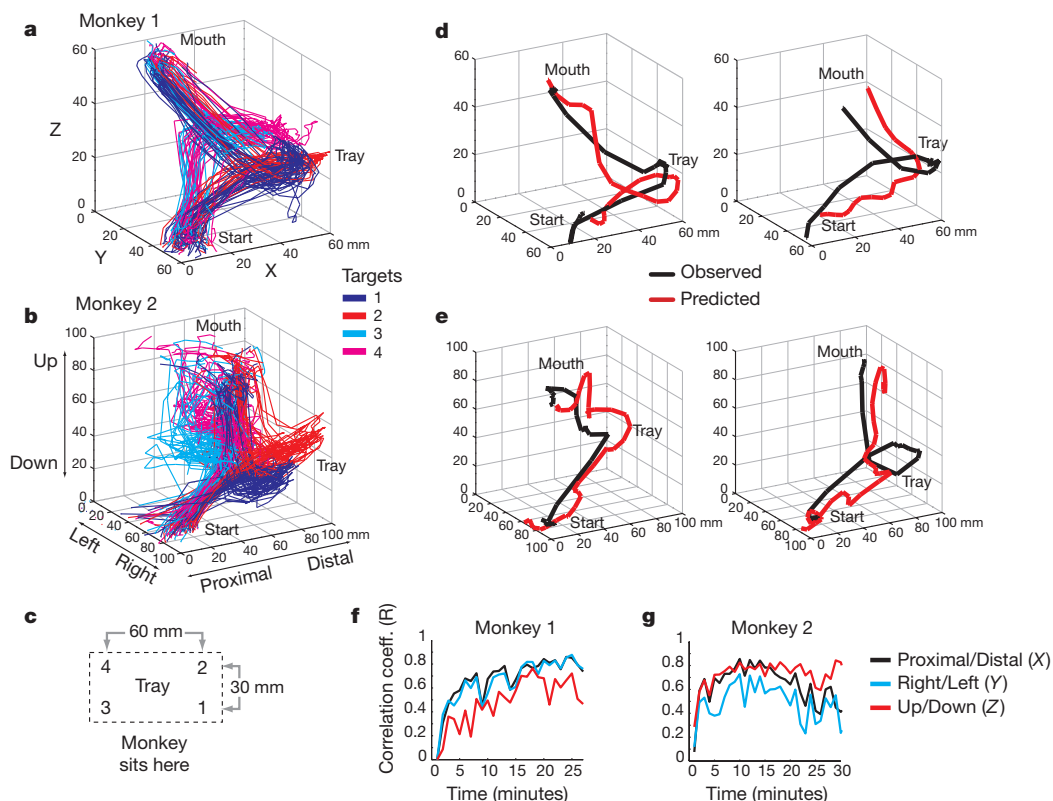 a Monkey 1
60
Mouth
40
Z
20
Tray
0
0
20
Y
40
60
Start
0
20
X
40
60 mm
Targets
1
2
3
4
b Monkey 2
100
Mouth
Up
80
60
40
Down
20
Tray
0
0
20
40
60
80
100
Start
0
20
40
60
80
100 mm
Left
Right
Proximal
Distal
c
60 mm
4 2
Tray
30 mm
3 1
Monkey
sits here
d
60
Mouth
40
20
Tray
0
Start
20
40
60
0
20
40
60 mm
60
Mouth
40
20
Tray
0
Start
20
40
60
0
20
40
60 mm
Observed
Predicted
e
100
Mouth
80
60
40
Tray
20
0
0
20
40
60
80
100
Start
0
20
40
60
80
100 mm
100
Mouth
80
60
40
20
Tray
0
0
20
40
60
80
100
Start
0
20
40
60
80
100 mm
f Monkey 1
Correlation coeff. (R)
1
0.8
0.6
0.4
0.2
0
0 5 10 15 20 25
Time (minutes)
g Monkey 2
1
0.8
0.6
0.4
0.2
0
0 5 10 15 20 25 30
Time (minutes)
Proximal/Distal (X)
Right/Left (Y)
Up/Down (Z)